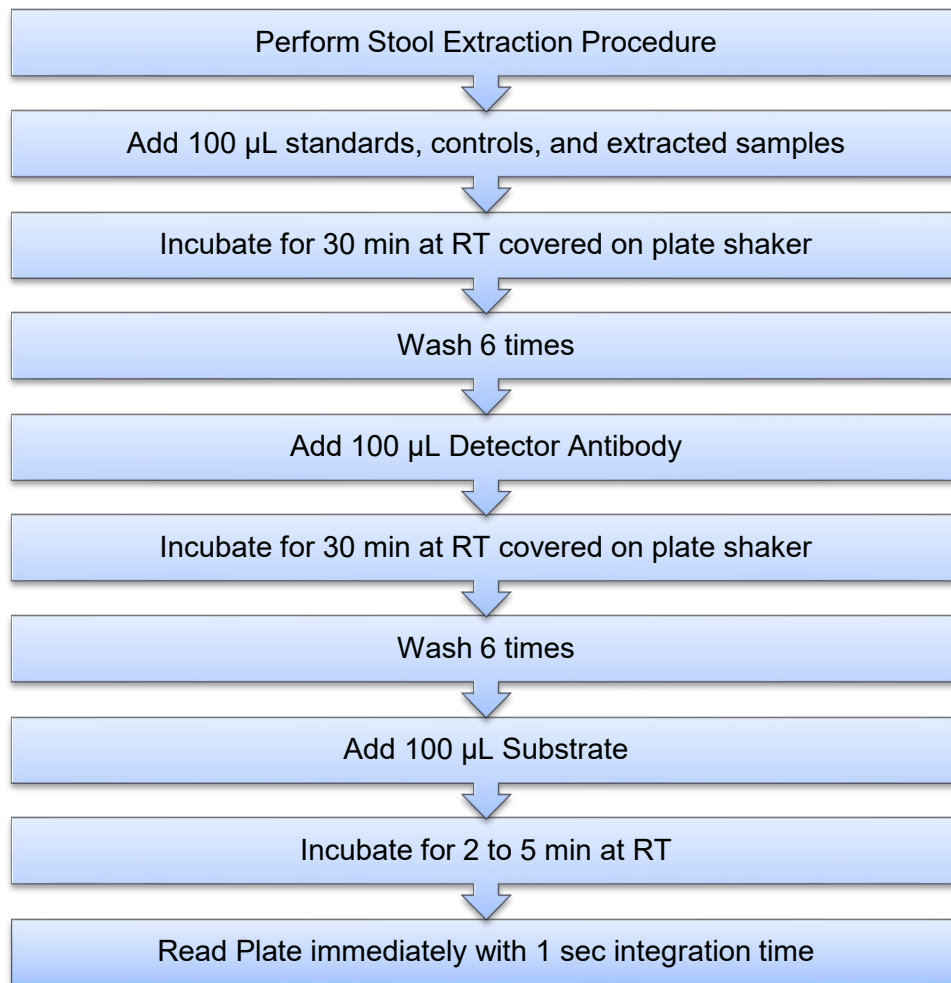 Perform Stool Extraction Procedure
Add 100 µL standards, controls, and extracted samples
Incubate for 30 min at RT covered on plate shaker
Wash 6 times
Add 100 µL Detector Antibody
Incubate for 30 min at RT covered on plate shaker
Wash 6 times
Add 100 µL Substrate
Incubate for 2 to 5 min at RT
Read Plate immediately with 1 sec integration time